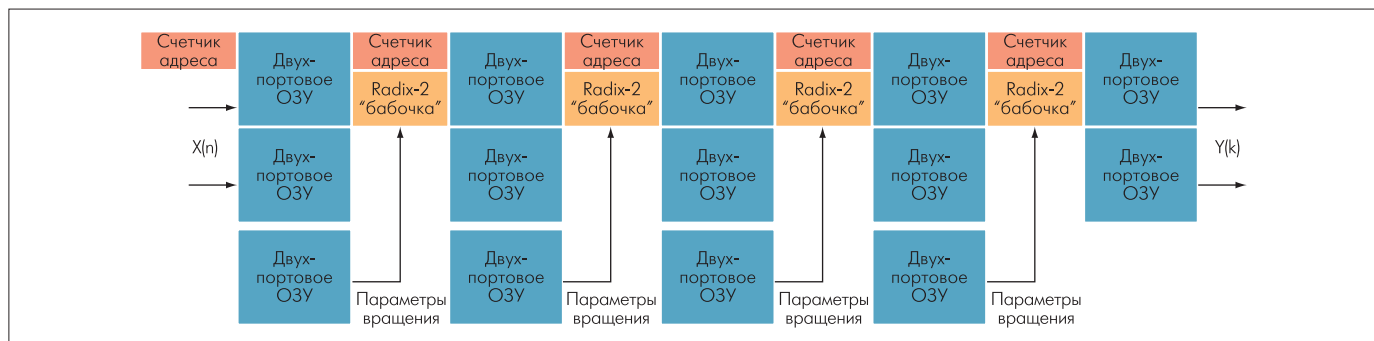 Счетчик
адреса
Двух-
портовое
ОЗУ
Счетчик
адреса
Radix-2
“бабочка”
Двух-
портовое
ОЗУ
Счетчик
адреса
Radix-2
“бабочка”
Двух-
портовое
ОЗУ
Счетчик
адреса
Radix-2
“бабочка”
Двух-
портовое
ОЗУ
Счетчик
адреса
Radix-2
“бабочка”
Двух-
портовое
ОЗУ
X(n)
Двух-
портовое
ОЗУ
Двух-
портовое
ОЗУ
Двух-
портовое
ОЗУ
Двух-
портовое
ОЗУ
Двух-
портовое
ОЗУ
Y(k)
Двух-
портовое
ОЗУ
Параметры
вращения
Двух-
портовое
ОЗУ
Параметры
вращения
Двух-
портовое
ОЗУ
Параметры
вращения
Двух-
портовое
ОЗУ
Параметры
вращения